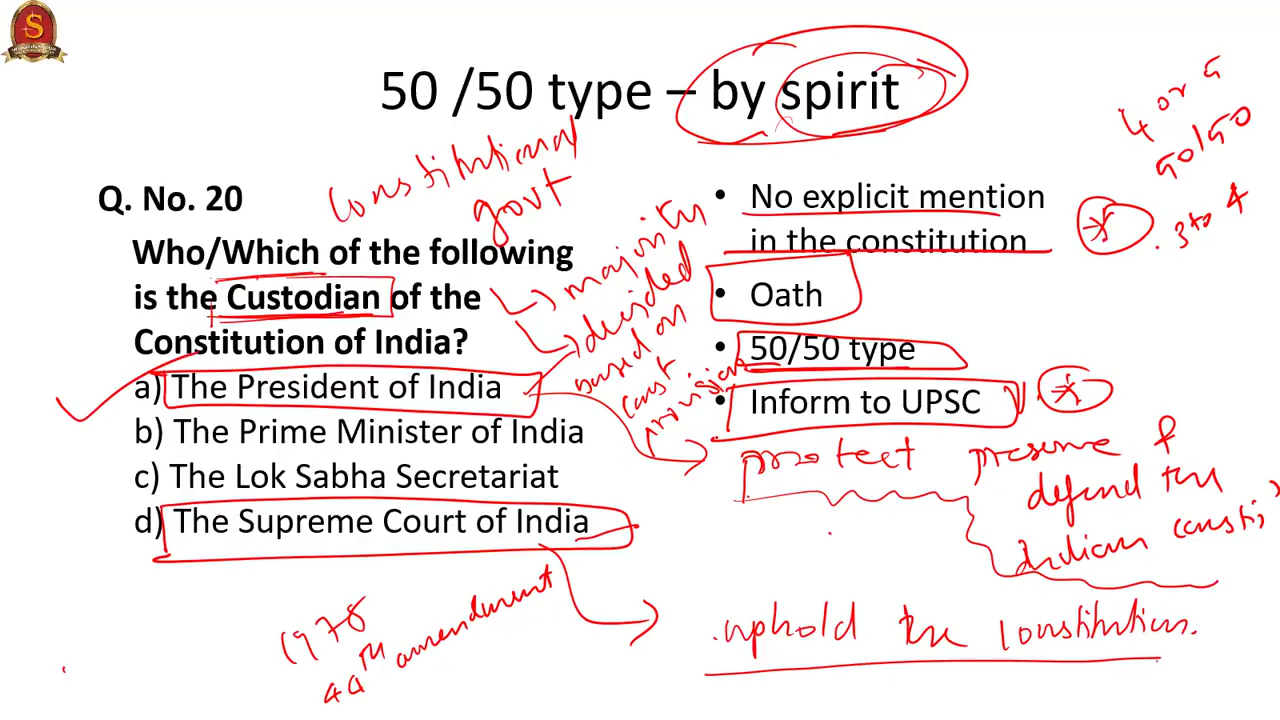 S
50 /50 type – by spirit
4 or 5
50/50
3 to 4
Constitutional
govt
Q. No. 20
Who/Which of the following
is the Custodian of the
Constitution of India?
a) The President of India
b) The Prime Minister of India
c) The Lok Sabha Secretariat
d) The Supreme Court of India
majority
decided
based on
const
provision
• No explicit mention
in the constitution
• Oath
• 50/50 type
• Inform to UPSC
protect preserve &
defend the
Indian consti
uphold the constitution.
1978
44TH amendment